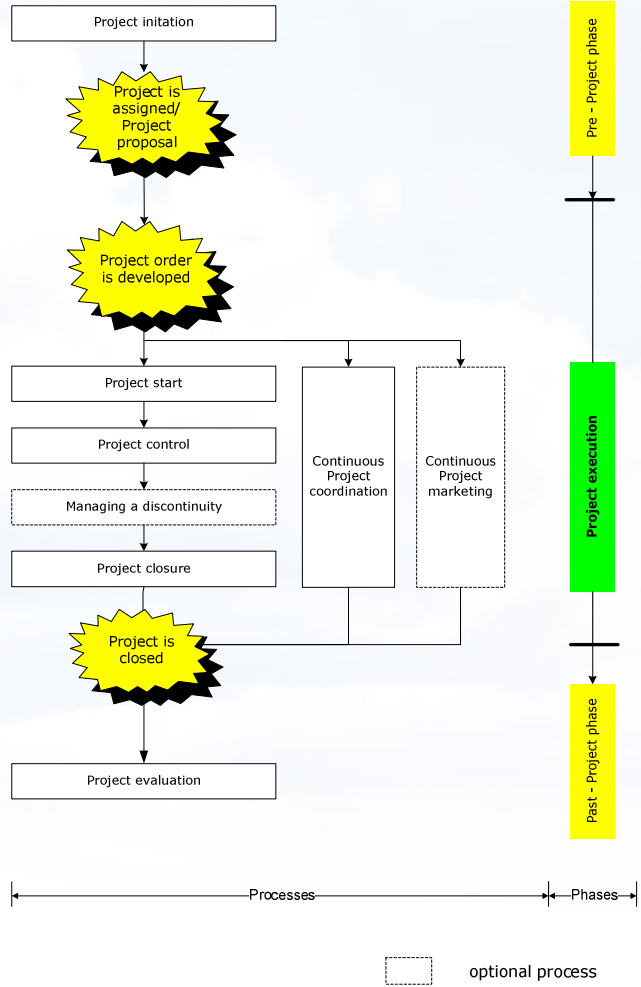 Project initation
Project is
assigned/
Project
proposal
Project order
is developed
Project start
Project control
Managing a discontinuity
Project closure
Continuous
Project
coordination
Continuous
Project
marketing
Project is
closed
Project evaluation
Pre - Project phase
Project execution
Past - Project phase
Processes
Phases
optional process